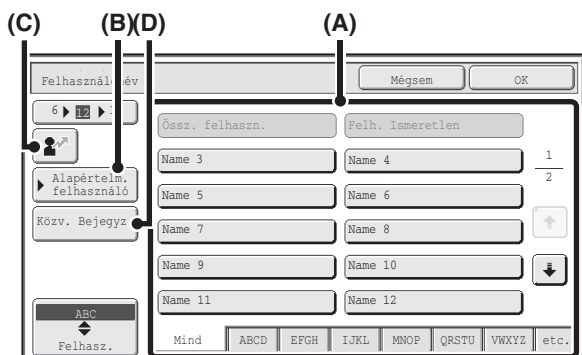 (C) (B)(D) (A)
Felhasználónév
Mégsem OK
6 12
Össz. felhaszn. Felh. Ismeretlen
Name 3 Name 4 1
Alapértelm. 2
felhasználó
Name 5 Name 6
Közv. Bejegyz
Name 7 Name 8
Name 9 Name 10
Name 11 Name 12
ABC
Felhasz.
Mind ABCD EFGH IJKL MNOP QRSTU VWXYZ etc.